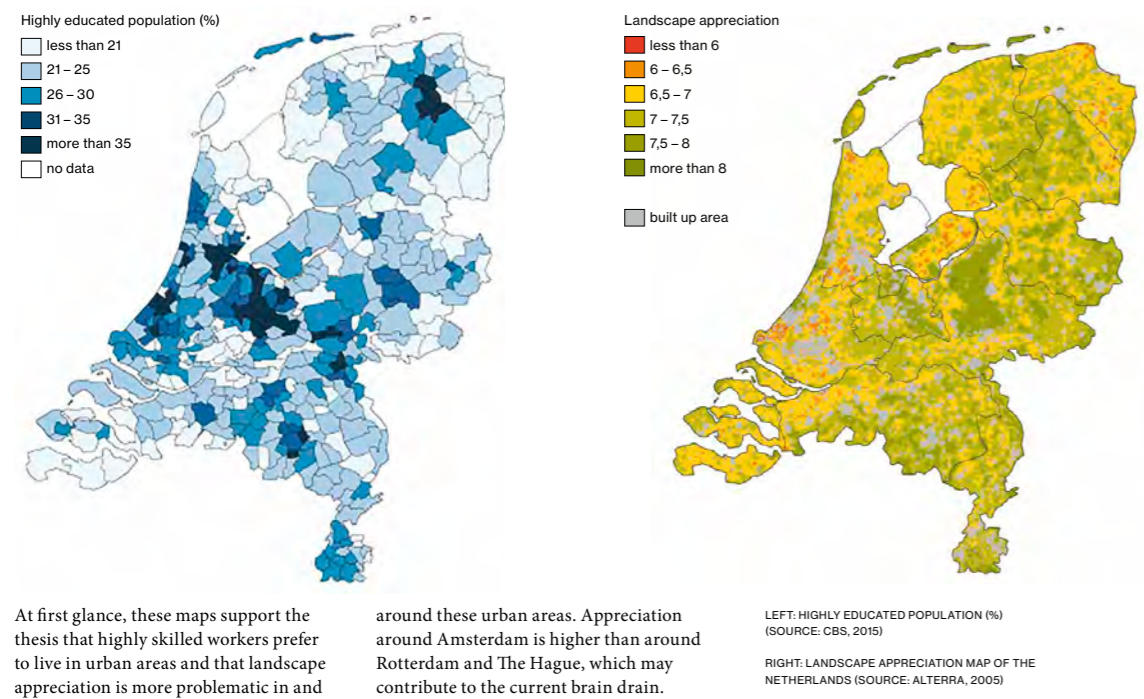 Highly educated population (%)
less than 21
21 – 25
26 – 30
31 – 35
more than 35
no data
Landscape appreciation
less than 6
6 – 6,5
6,5 – 7
7 – 7,5
7,5 – 8
more than 8
built up area
At first glance, these maps support the
thesis that highly skilled workers prefer
to live in urban areas and that landscape
appreciation is more problematic in and
around these urban areas. Appreciation
around Amsterdam is higher than around
Rotterdam and The Hague, which may
contribute to the current brain drain.
LEFT: HIGHLY EDUCATED POPULATION (%)
(SOURCE: CBS, 2015)
RIGHT: LANDSCAPE APPRECIATION MAP OF THE
NETHERLANDS (SOURCE: ALTERRA, 2005)